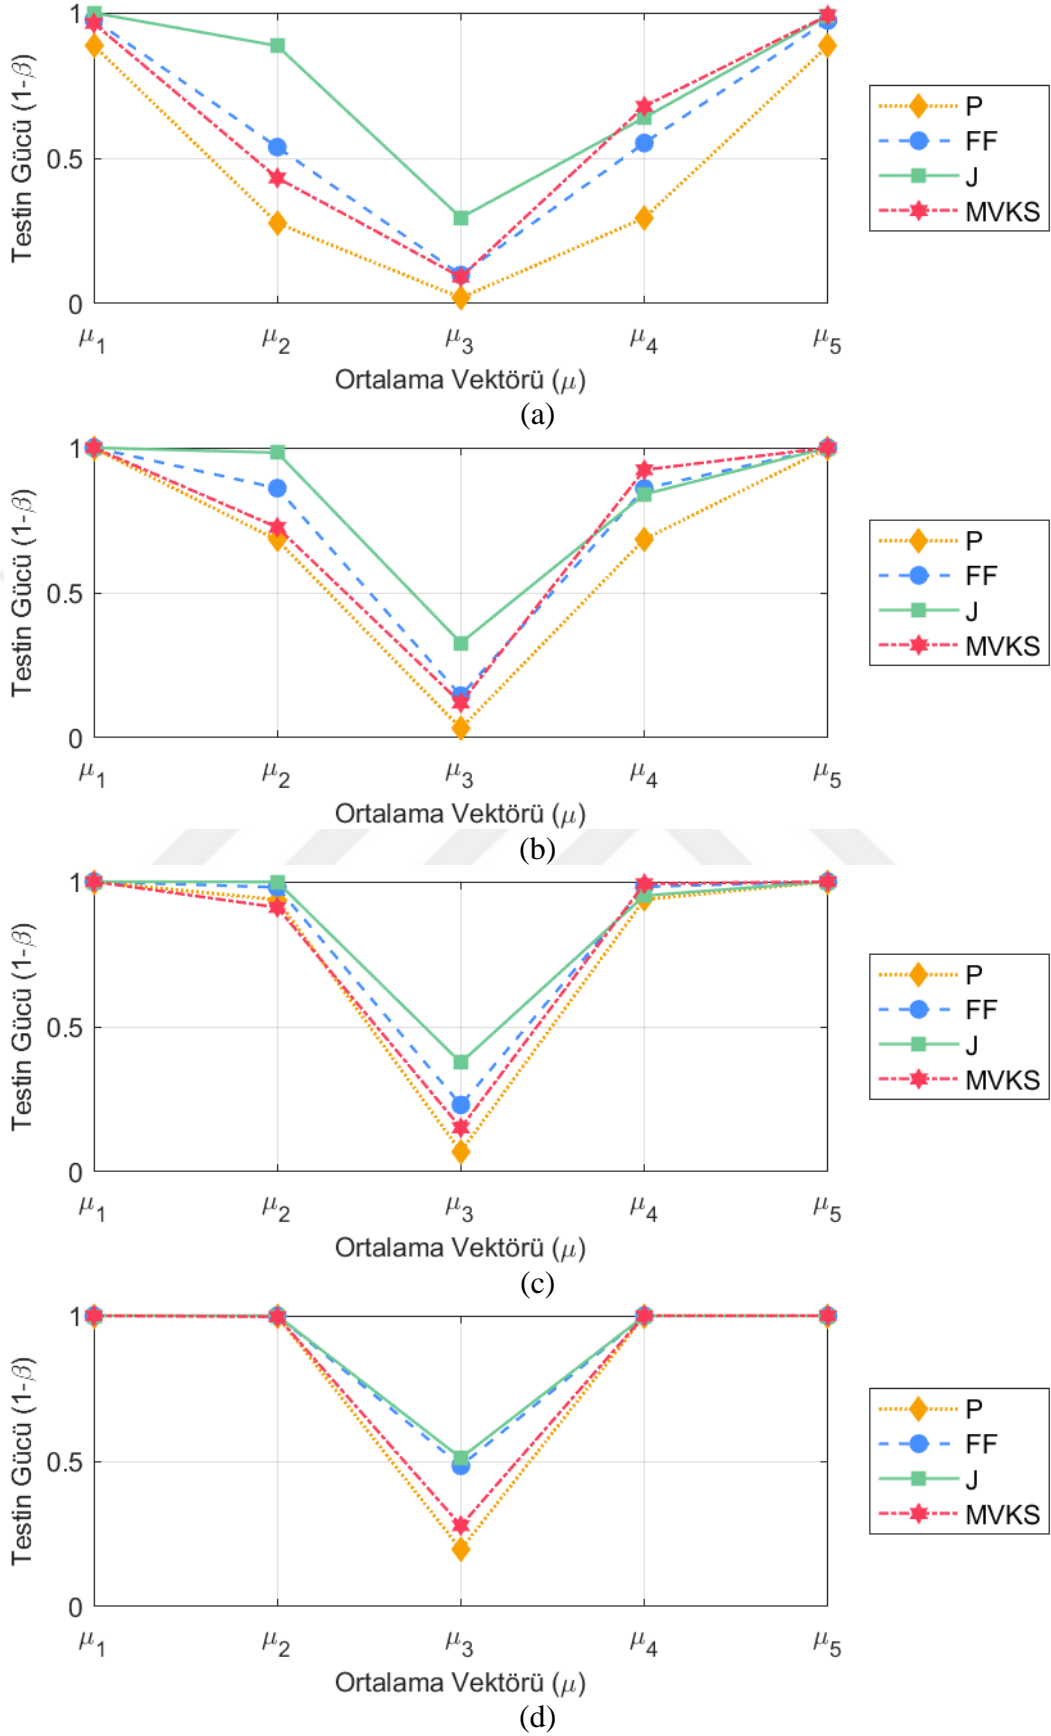 1
0.5
0
Testin Gücü (1-β)
μ1 μ2 μ3 μ4 μ5
Ortalama Vektörü (μ)
P
FF
J
MVKS
(a)
1
0.5
0
Testin Gücü (1-β)
μ1 μ2 μ3 μ4 μ5
Ortalama Vektörü (μ)
P
FF
J
MVKS
(b)
1
0.5
0
Testin Gücü (1-β)
μ1 μ2 μ3 μ4 μ5
Ortalama Vektörü (μ)
P
FF
J
MVKS
(c)
1
0.5
0
Testin Gücü (1-β)
μ1 μ2 μ3 μ4 μ5
Ortalama Vektörü (μ)
P
FF
J
MVKS
(d)